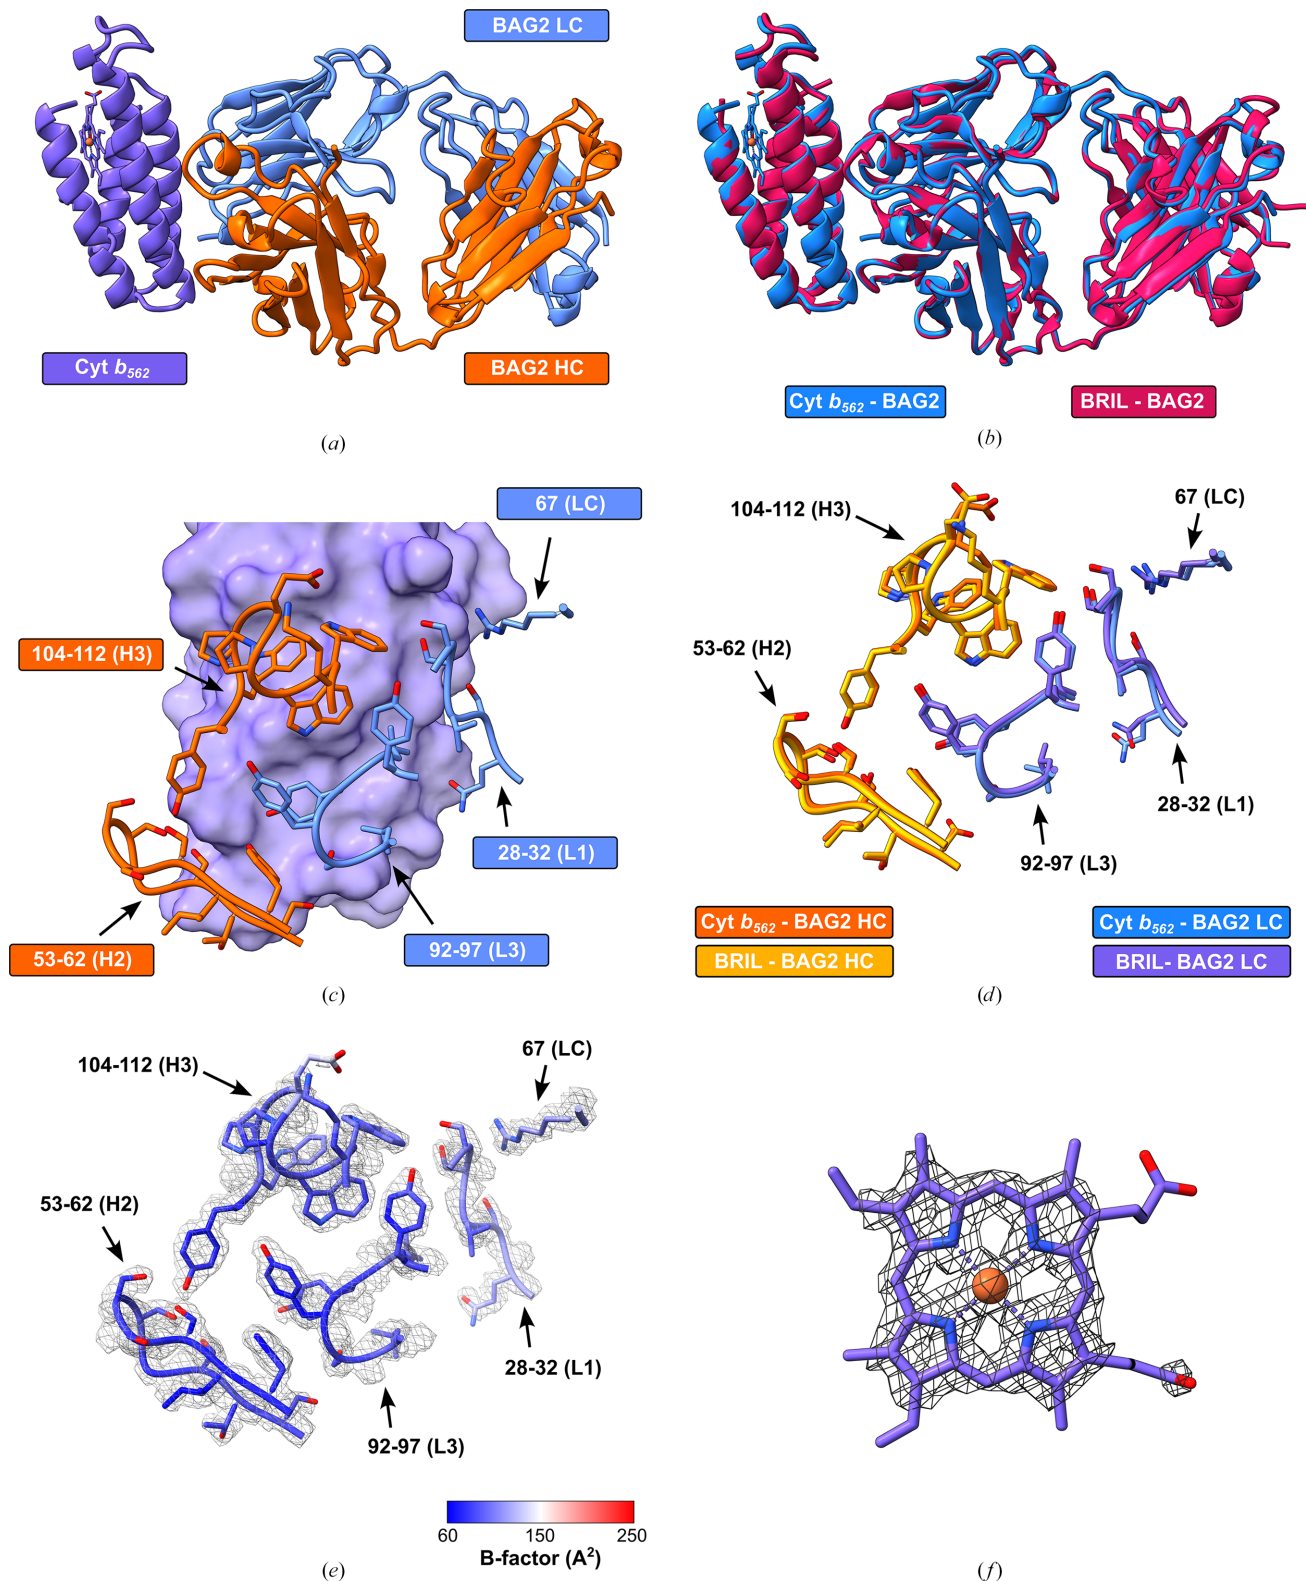 BAG2 LC
Cyt b562
BAG2 HC
(a)
Cyt b562 - BAG2
BRIL - BAG2
(b)
67 (LC)
104-112 (H3)
28-32 (L1)
53-62 (H2)
92-97 (L3)
(c)
67 (LC)
104-112 (H3)
53-62 (H2)
28-32 (L1)
92-97 (L3)
Cyt b562 - BAG2 HC
Cyt b562 - BAG2 LC
BRIL - BAG2 HC
BRIL- BAG2 LC
(d)
67 (LC)
104-112 (H3)
53-62 (H2)
28-32 (L1)
92-97 (L3)
60 150 250
B-factor (A²)
(e)
(f)